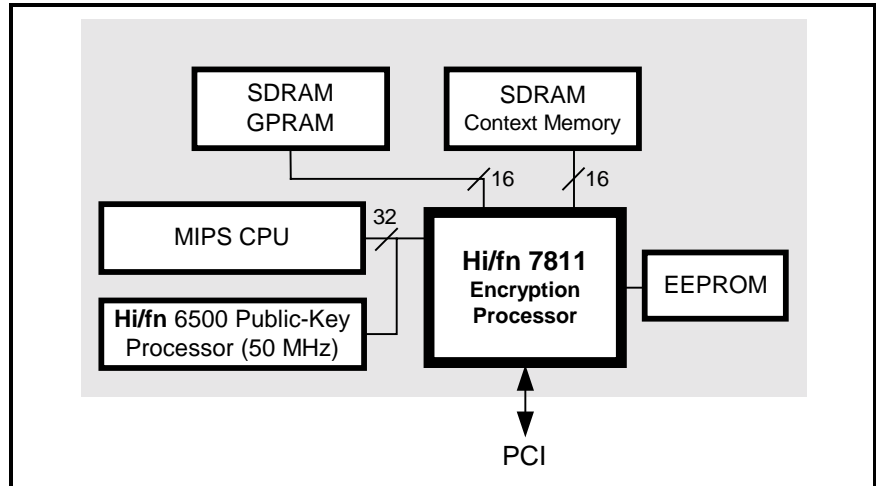 SDRAM
GPRAM
SDRAM
Context Memory
16
16
32
MIPS CPU
Hi/fn 7811
Encryption
Processor
EEPROM
Hi/fn 6500 Public-Key
Processor (50 MHz)
PCI